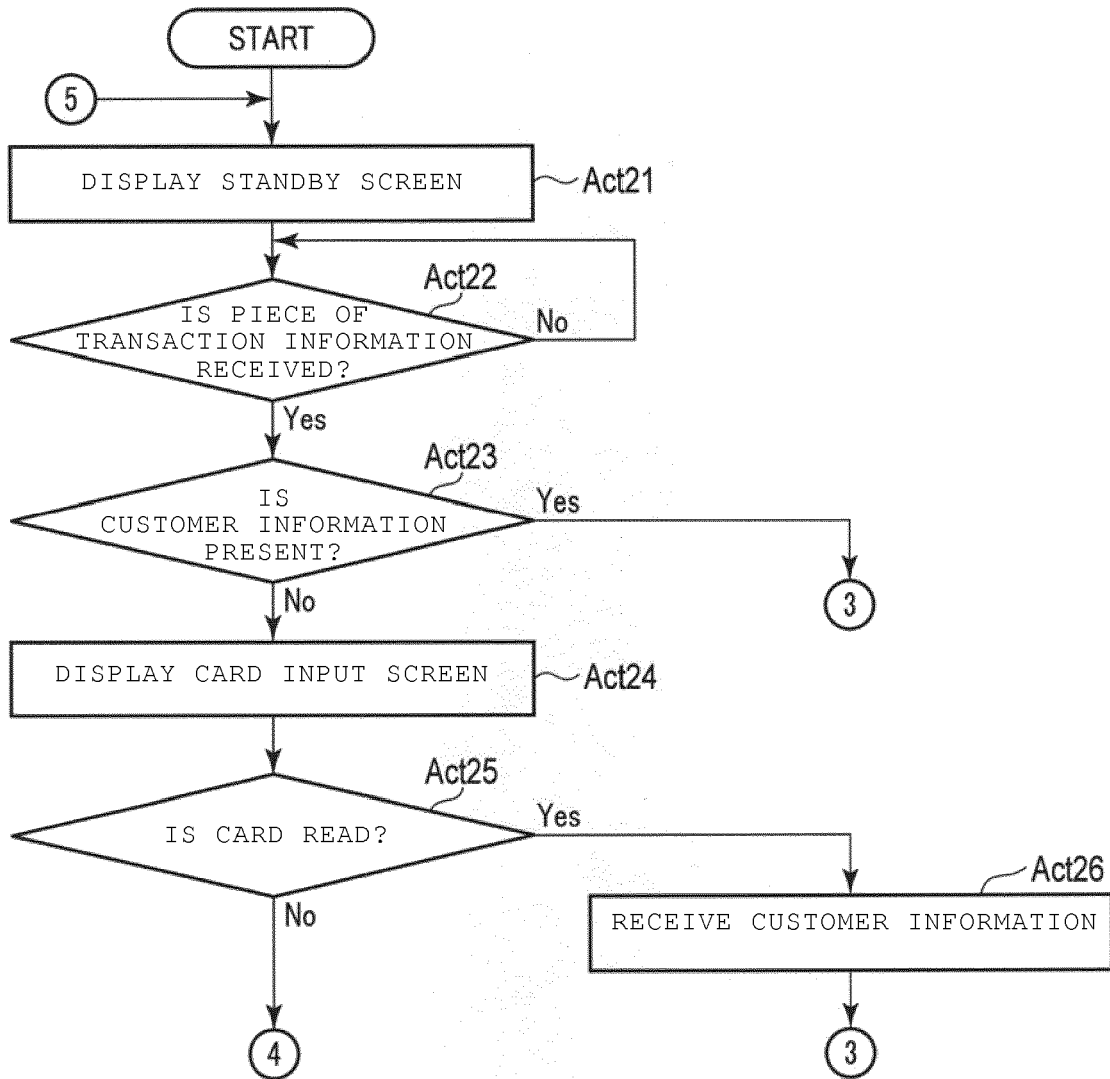 START
5
DISPLAY STANDBY SCREEN
Act21
Act22
IS PIECE OF
TRANSACTION INFORMATION
RECEIVED?
No
Yes
Act23
IS
CUSTOMER INFORMATION
PRESENT?
Yes
3
No
DISPLAY CARD INPUT SCREEN
Act24
Act25
IS CARD READ?
Yes
Act26
RECEIVE CUSTOMER INFORMATION
No
4
3